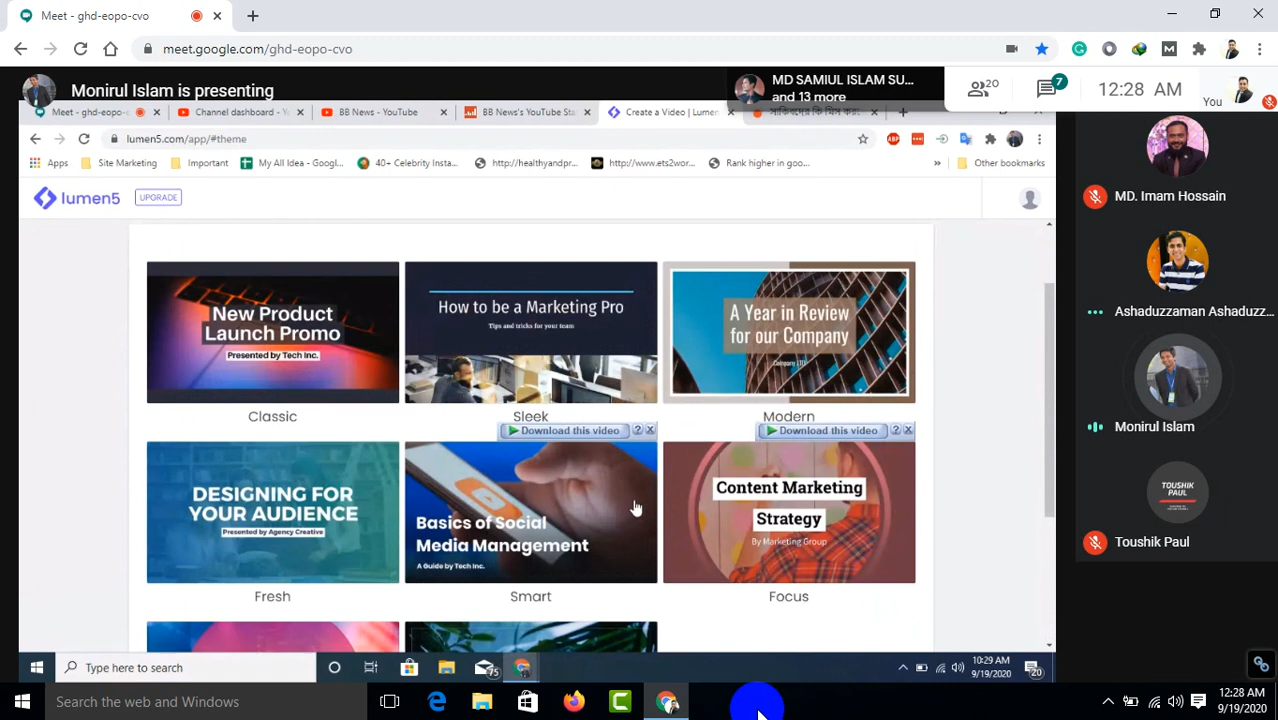 Meet - ghd-eopo-cvo
meet.google.com/ghd-eopo-cvo
Monirul Islam is presenting
MD SAMIUL ISLAM SU...
and 13 more
20
7
12:28 AM
You
Meet - ghd-eopo-cvo
Channel dashboard - Y
BB News - YouTube
BB News's YouTube Sta
Create a Video | Lumen
lumen5.com/app/#theme
Apps
Site Marketing
Important
My All Idea - Googl...
40+ Celebrity Insta...
http://healthyandpr...
http://www.ets2wor...
Rank higher in goo...
Other bookmarks
lumen5
UPGRADE
New Product
Launch Promo
Presented by Tech Inc.
Classic
How to be a Marketing Pro
Tips and tricks for your team
Sleek
A Year in Review
for our Company
Company LTD
Modern
Download this video
Download this video
DESIGNING FOR
YOUR AUDIENCE
Presented by Agency Creative
Fresh
Basics of Social
Media Management
A Guide by Tech Inc.
Smart
Content Marketing
Strategy
By Marketing Group
Focus
MD. Imam Hossain
Ashaduzzaman Ashaduzz...
Monirul Islam
TOUSHIK
PAUL
Toushik Paul
Type here to search
75
10:29 AM
9/19/2020
20
Search the web and Windows
12:28 AM
9/19/2020